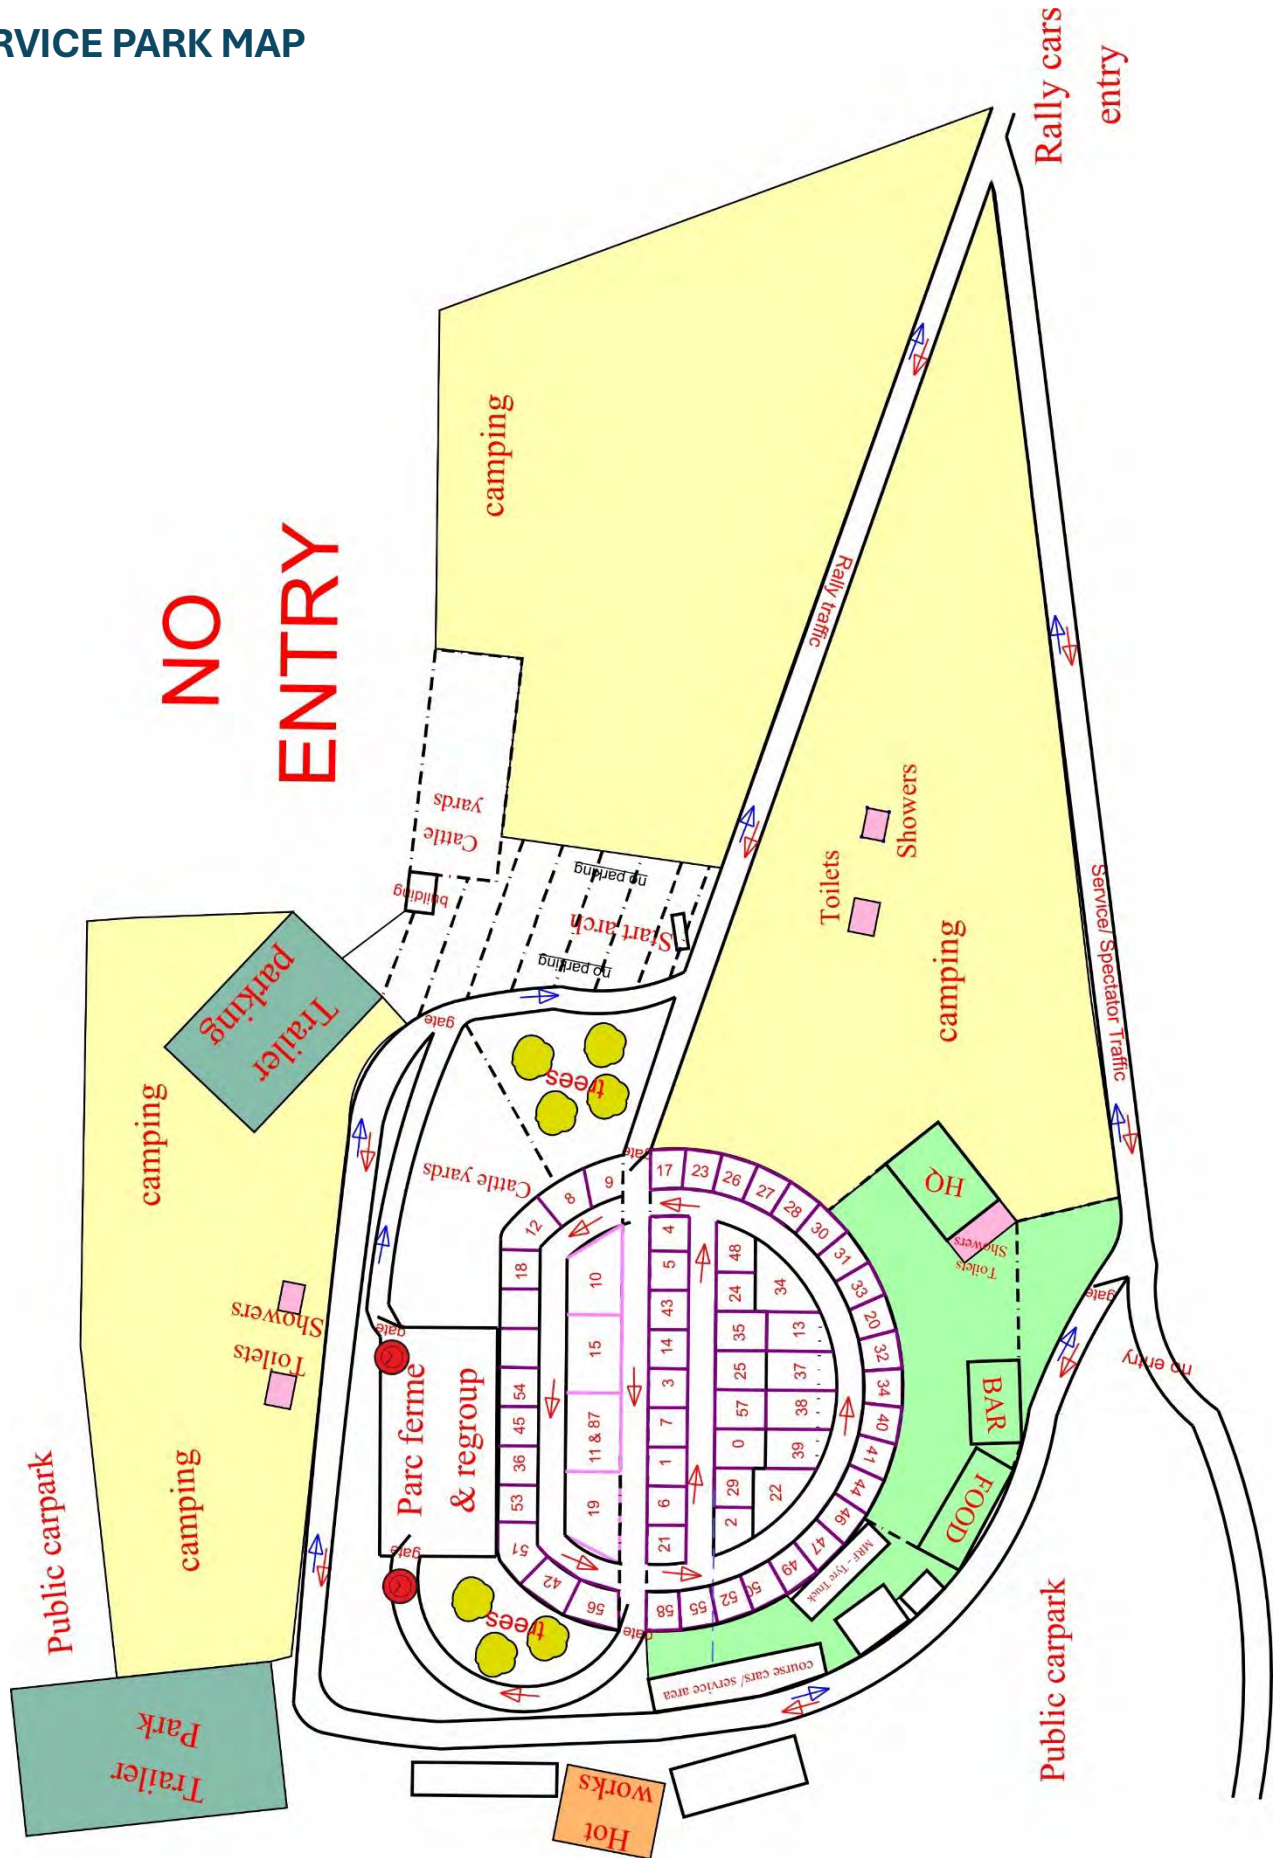 RVICE PARK MAP
Rally cars
entry
camping
NO
ENTRY
Rally traffic
Cattle
yards
building
no parking
Start arch
no parking
Showers
Toilets
camping
Service/ Spectator Traffic
Trailer
parking
camping
gate
trees
Cattle yards
gate
HQ
Showers
Toilets
gate
no entry
BAR
FOOD
Showers
Toilets
camping
Public carpark
gate
Parc ferme
& regroup
gate
trees
gate
12
8
9
17
23
26
27
28
30
31
33
20
32
34
40
41
44
46
47
49
50
52
55
58
56
42
51
53
36
45
54
18
10
15
11 & 87
19
4
5
43
14
3
7
1
6
21
48
24
34
35
13
25
37
57
38
0
39
29
22
2
MRF - Tyre Truck
course cars/ service area
Public carpark
Trailer
Park
Hot
works